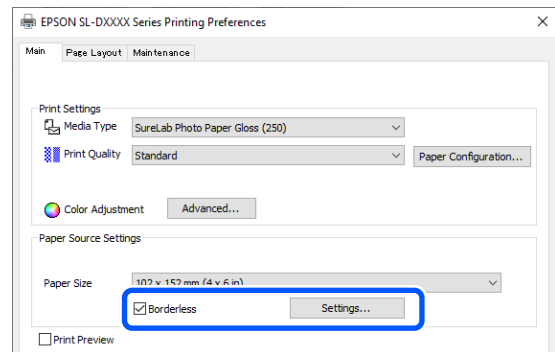 EPSON SL-DXXXX Series Printing Preferences
Main Page Layout Maintenance
Print Settings
Media Type SureLab Photo Paper Gloss (250)
Print Quality Standard Paper Configuration...
Color Adjustment Advanced...
Paper Source Settings
Paper Size 102 x 152 mm (4 x 6 in)
Borderless Settings...
Print Preview